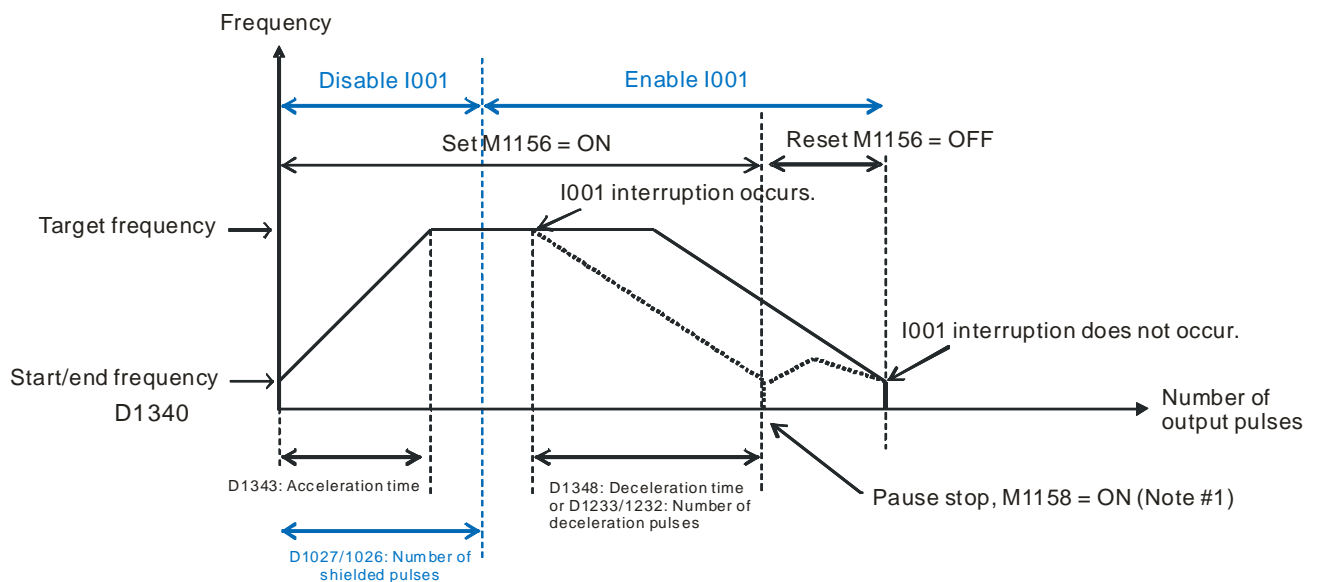 Frequency
Disable I001
Enable I001
Set M1156 = ON
Reset M1156 = OFF
I001 interruption occurs.
Target frequency
I001 interruption does not occur.
Start/end frequency
D1340
Number of
output pulses
D1343: Acceleration time
D1348: Deceleration time
or D1233/1232: Number of
deceleration pulses
Pause stop, M1158 = ON (Note #1)
D1027/1026: Number of
shielded pulses